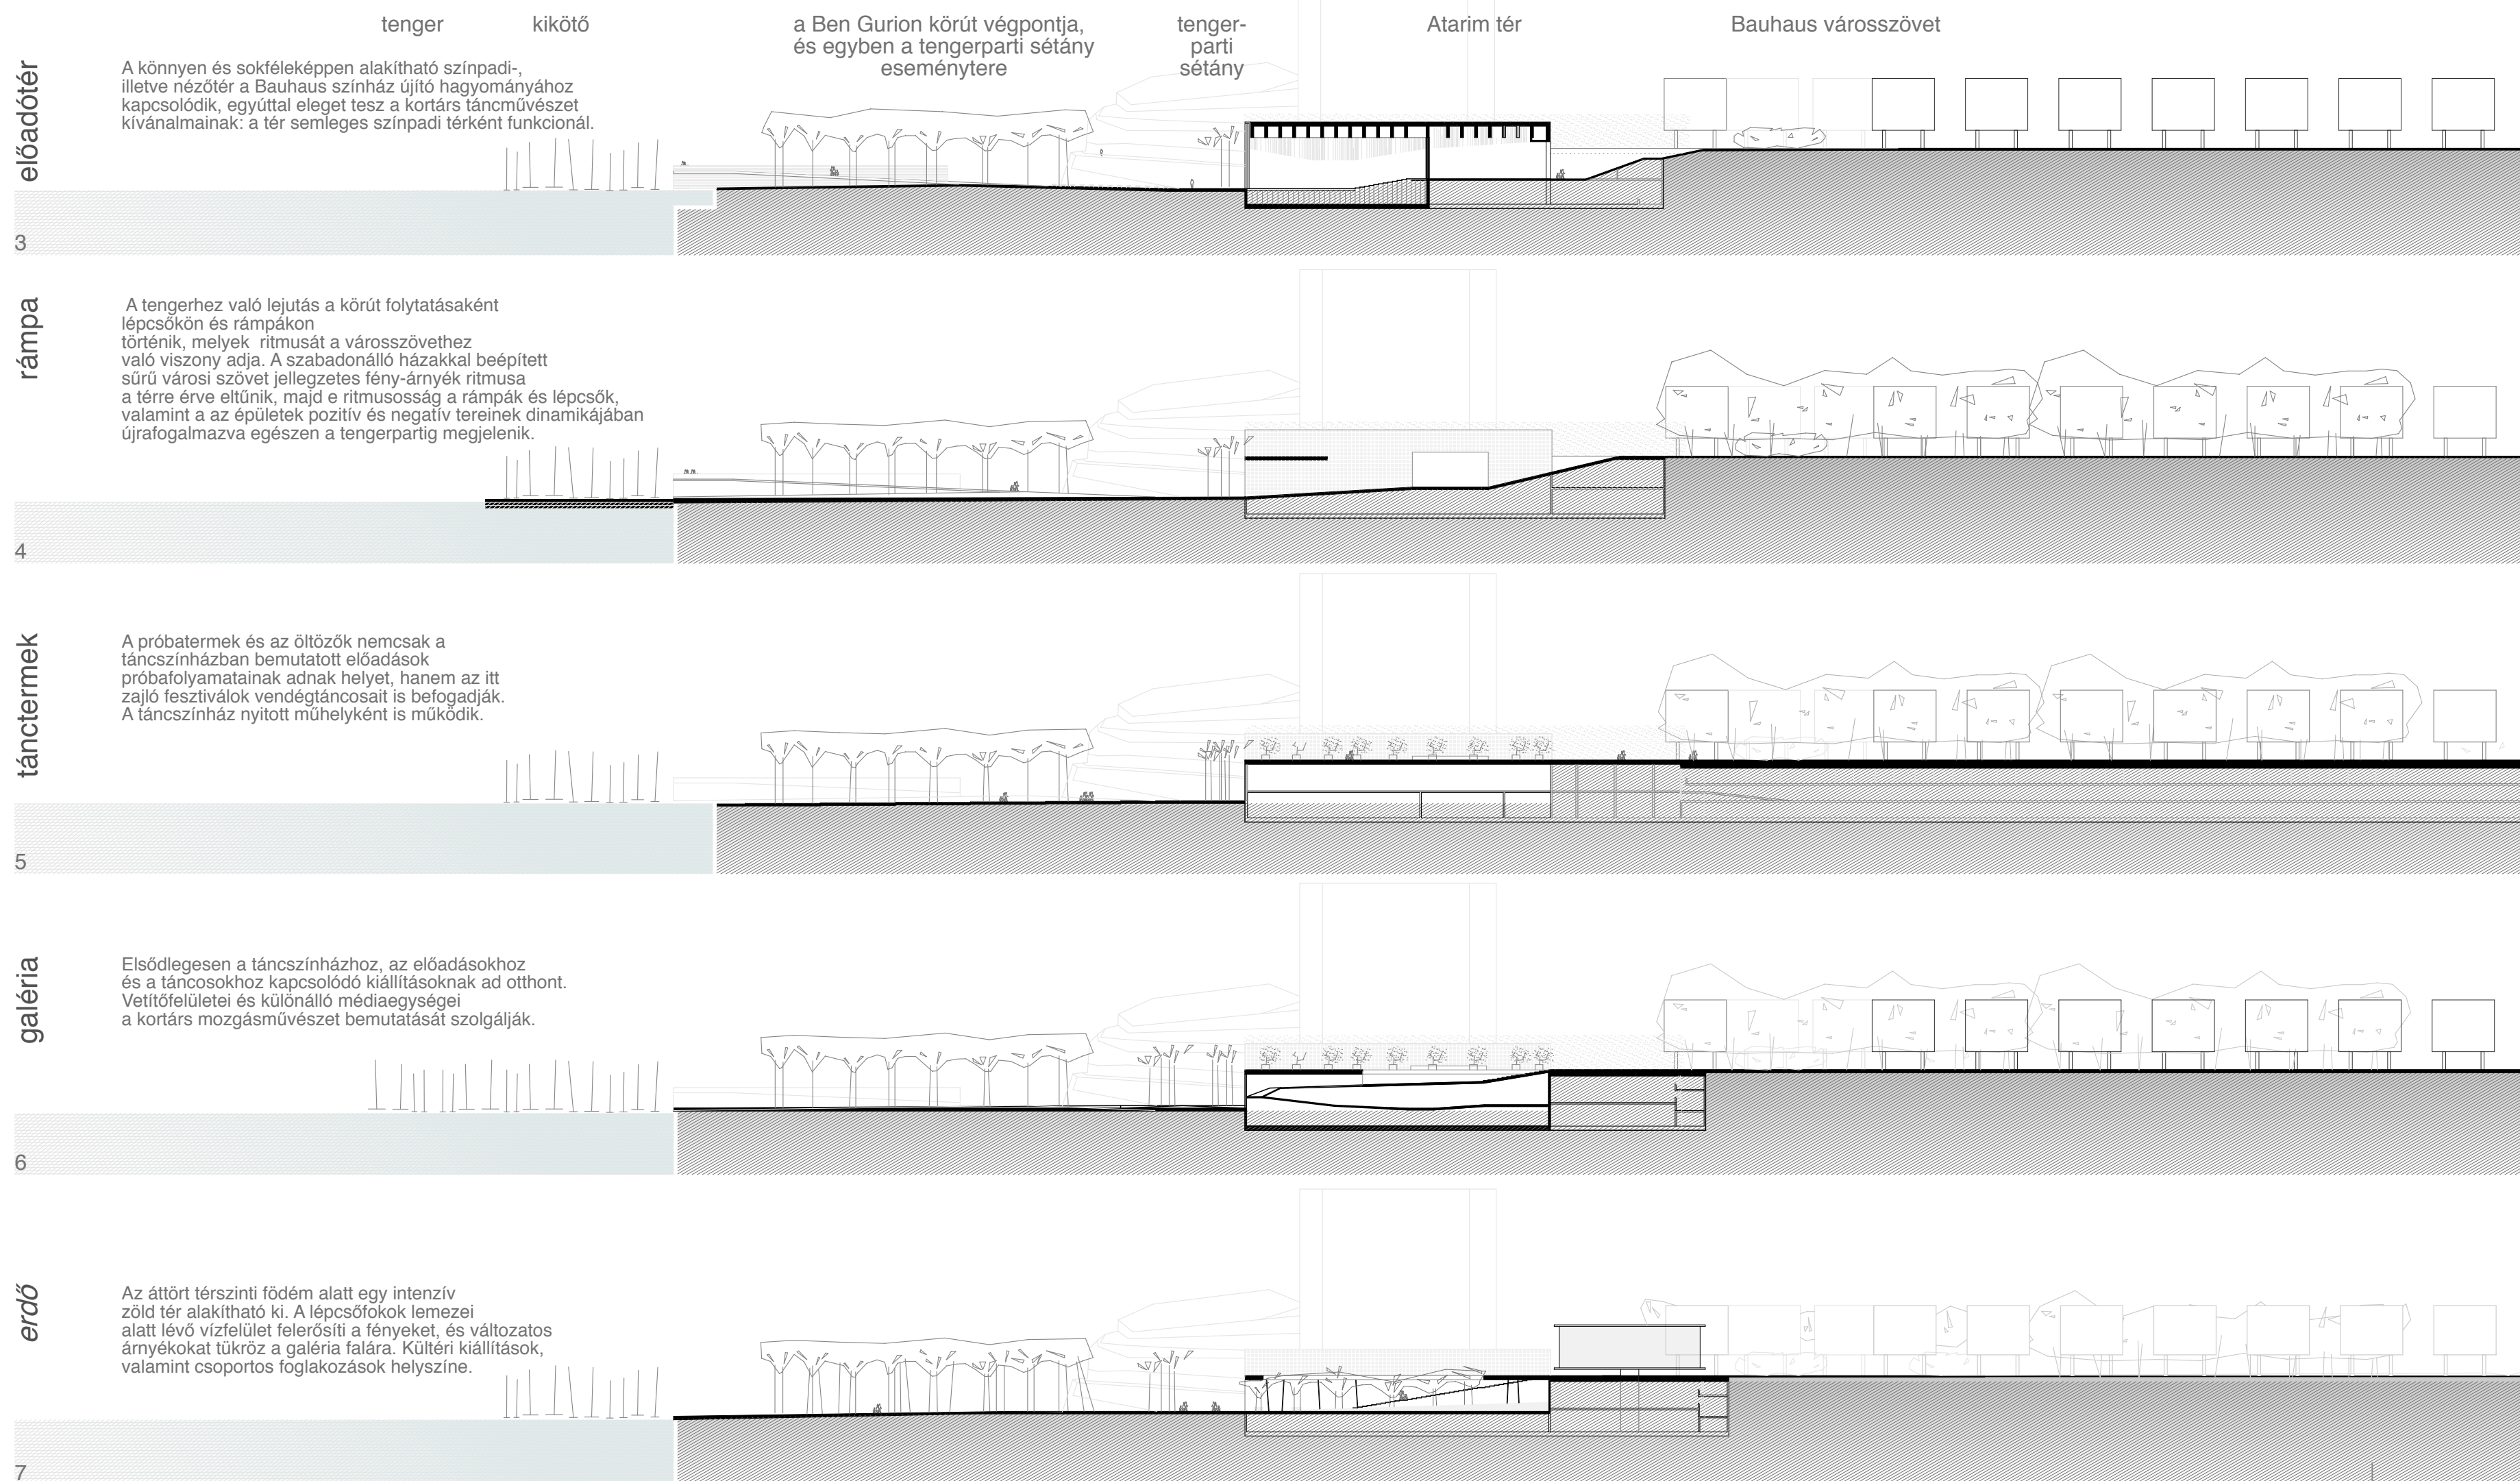 tenger
kikötő
a Ben Gurion körút végpontja,
és egyben a tengerparti sétány
eseménytere
tenger-
parti
sétány
Atarim tér
Bauhaus városszövet
előadótér
A könnyen és sokféleképpen alakítható színpadi-,
illetve nézőtér a Bauhaus színház újító hagyományához
kapcsolódik, egyúttal eleget tesz a kortárs táncművészet
kívánalmainak: a tér semleges színpadi térként funkcionál.
3
rámpa
A tengerhez való lejutás a körút folytatásaként
lépcsőkön és rámpákon
történik, melyek  ritmusát a városszövethez
való viszony adja. A szabadonálló házakkal beépített
sűrű városi szövet jellegzetes fény-árnyék ritmusa
a térre érve eltűnik, majd e ritmusosság a rámpák és lépcsők,
valamint a az épületek pozitív és negatív tereinek dinamikájában
újrafogalmazva egészen a tengerpartig megjelenik.
4
tánctermek
A próbatermek és az öltözők nemcsak a
táncszínházban bemutatott előadások
próbafolyamatainak adnak helyet, hanem az itt
zajló fesztiválok vendégtáncosait is befogadják.
A táncszínház nyitott műhelyként is működik.
5
galéria
Elsődlegesen a táncszínházhoz, az előadásokhoz
és a táncosokhoz kapcsolódó kiállításoknak ad otthont.
Vetítőfelületei és különálló médiaegységei
a kortárs mozgásművészet bemutatását szolgálják.
6
erdő
Az áttört térszinti födém alatt egy intenzív
zöld tér alakítható ki. A lépcsőfokok lemezei
alatt lévő vízfelület felerősíti a fényeket, és változatos
árnyékokat tükröz a galéria falára. Kültéri kiállítások,
valamint csoportos foglakozások helyszíne.
7